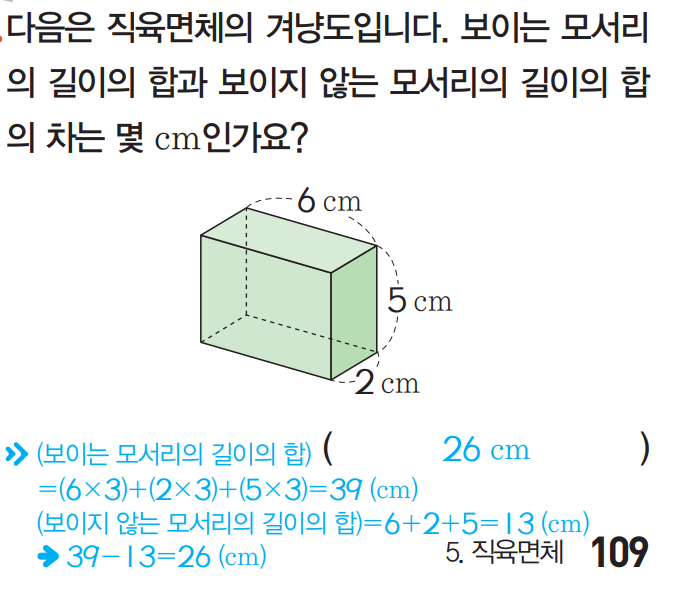 다음은 직육면체의 겨냥도입니다. 보이는 모서리
의 길이의 합과 보이지 않는 모서리의 길이의 합
의 차는 몇 cm인가요?
6 cm
5 cm
2 cm
(보이는 모서리의 길이의 합) ( 26 cm )
=(6×3)+(2×3)+(5×3)=39 (cm)
(보이지 않는 모서리의 길이의 합)=6+2+5=13 (cm)
➔ 39-13=26 (cm)
5. 직육면체 109